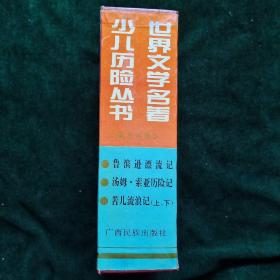 世界文学名著
少儿历险丛书
鲁滨逊漂流记
汤姆·索亚历险记
苦儿流浪记(上、下)
广西民族出版社